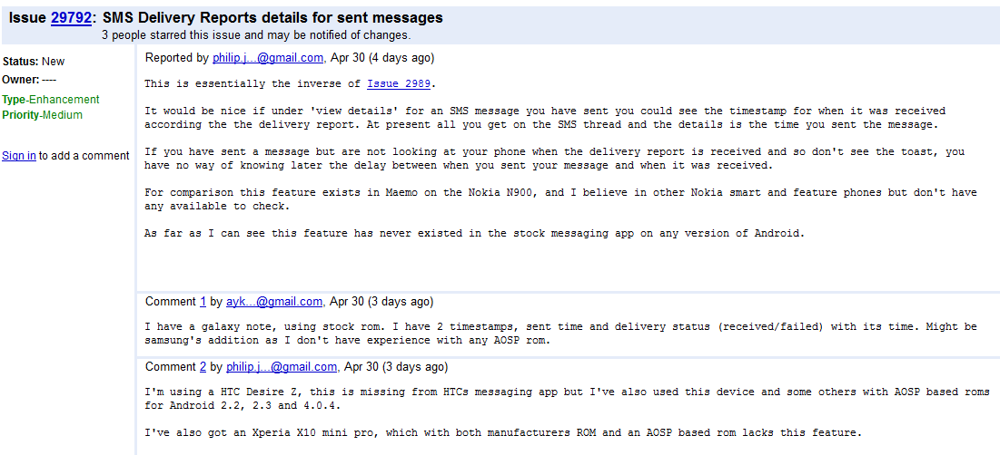 Issue 29792: SMS Delivery Reports details for sent messages
3 people starred this issue and may be notified of changes.
Status: New
Owner: ----
Type-Enhancement
Priority-Medium
Sign in to add a comment
Reported by philip.j...@gmail.com, Apr 30 (4 days ago)
This is essentially the inverse of Issue 2989.
It would be nice if under 'view details' for an SMS message you have sent you could see the timestamp for when it was received
according the the delivery report. At present all you get on the SMS thread and the details is the time you sent the message.
If you have sent a message but are not looking at your phone when the delivery report is received and so don't see the toast, you
have no way of knowing later the delay between when you sent your message and when it was received.
For comparison this feature exists in Maemo on the Nokia N900, and I believe in other Nokia smart and feature phones but don't have
any available to check.
As far as I can see this feature has never existed in the stock messaging app on any version of Android.
Comment 1 by ayk...@gmail.com, Apr 30 (3 days ago)
I have a galaxy note, using stock rom. I have 2 timestamps, sent time and delivery status (received/failed) with its time. Might be
samsung's addition as I don't have experience with any AOSP rom.
Comment 2 by philip.j...@gmail.com, Apr 30 (3 days ago)
I'm using a HTC Desire Z, this is missing from HTCs messaging app but I've also used this device and some others with AOSP based roms
for Android 2.2, 2.3 and 4.0.4.
I've also got an Xperia X10 mini pro, which with both manufacturers ROM and an AOSP based rom lacks this feature.